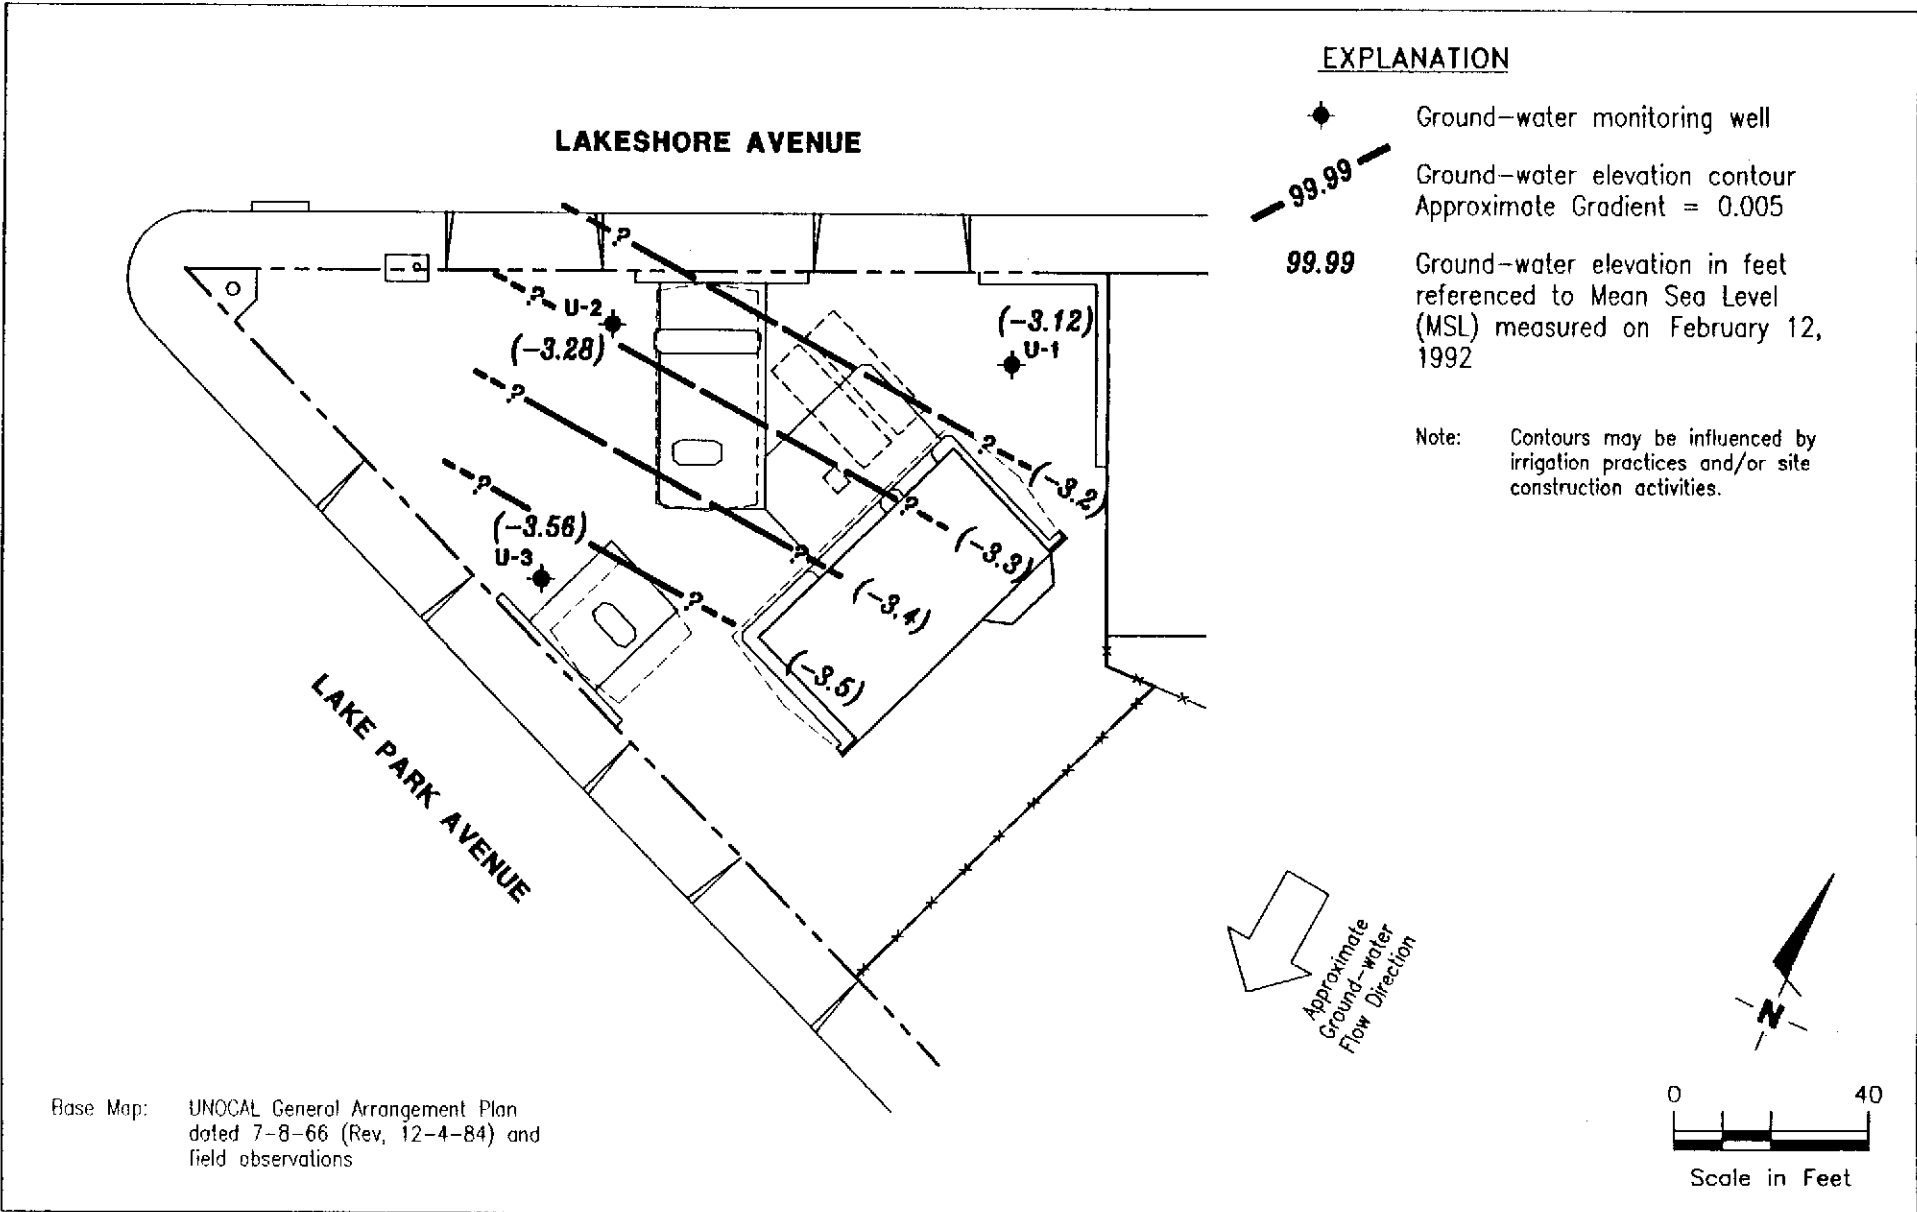 EXPLANATION
Ground-water monitoring well
99.99
Ground-water elevation contour
Approximate Gradient = 0.005
99.99
Ground-water elevation in feet
referenced to Mean Sea Level
(MSL) measured on February 12,
1992
Note: Contours may be influenced by
irrigation practices and/or site
construction activities.
LAKESHORE AVENUE
?
?
U-2
(-3.28)
(-3.12)
U-1
?
?
(-3.2)
?
?
(-3.3)
(-3.56)
U-3
?
(-3.4)
?
(-3.5)
LAKE PARK AVENUE
Approximate
Ground-water
Flow Direction
N
0 40
Scale in Feet
Base Map: UNOCAL General Arrangement Plan
dated 7-8-66 (Rev, 12-4-84) and
field observations